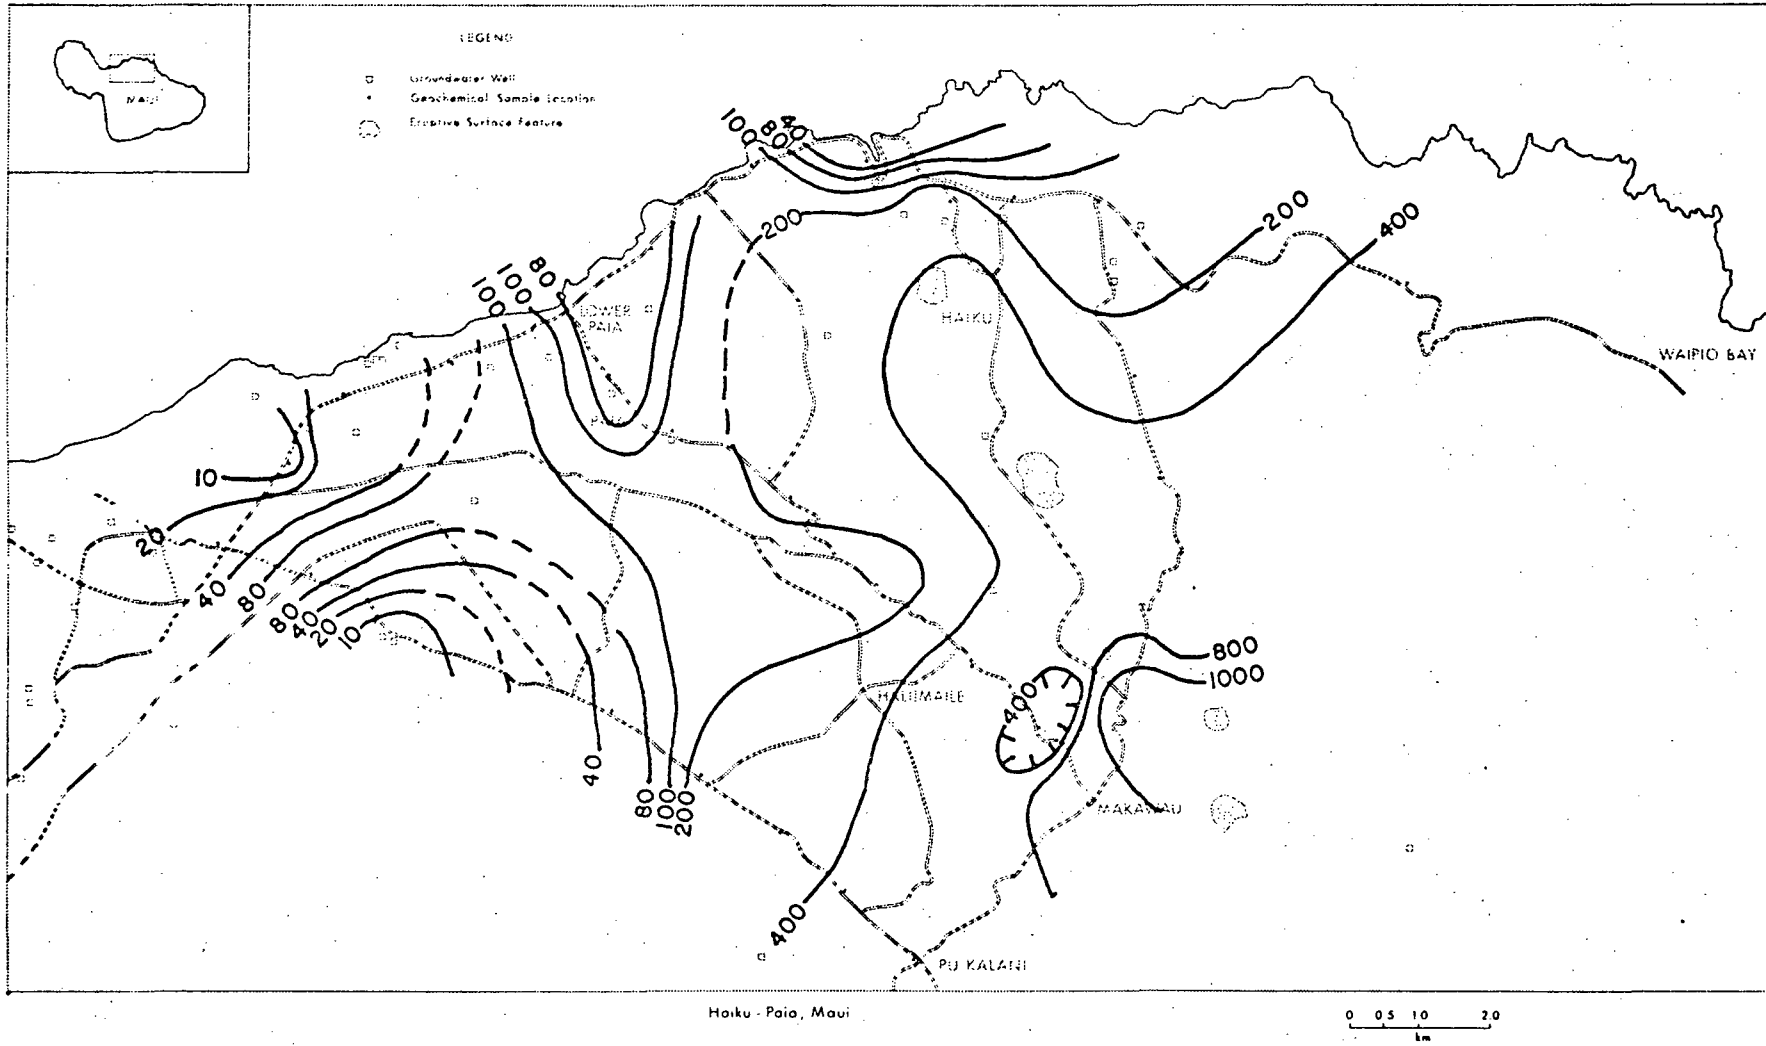 MAUI
LEGEND
Groundwater Well
Geochemical Sample Location
Eruptive Surface Feature
100
80
40
200
200
400
80
100
100
LOWER
PAIA
HAIKU
WAIPIO BAY
PAIA
10
20
40
80
80
40
20
10
800
1000
400
HALIIMAILE
40
80
100
200
MAKAWAU
400
PU KALANI
Haiku - Paia, Maui
0 0.5 1.0 2.0
km